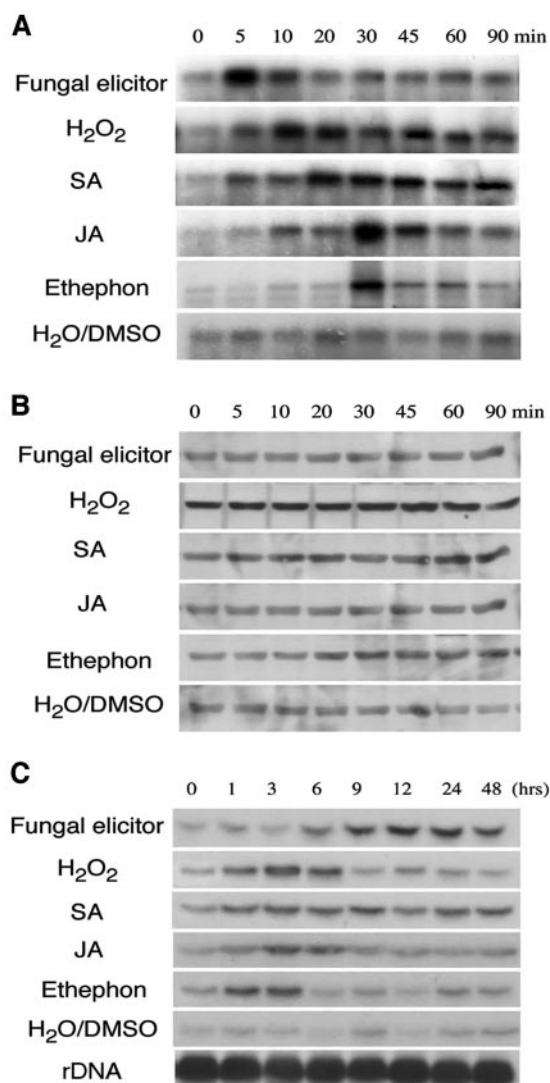 A
0 5 10 20 30 45 60 90 min
Fungal elicitor
H₂O₂
SA
JA
Ethephon
H₂O/DMSO
B
0 5 10 20 30 45 60 90 min
Fungal elicitor
H₂O₂
SA
JA
Ethephon
H₂O/DMSO
C
0 1 3 6 9 12 24 48 (hrs)
Fungal elicitor
H₂O₂
SA
JA
Ethephon
H₂O/DMSO
rDNA